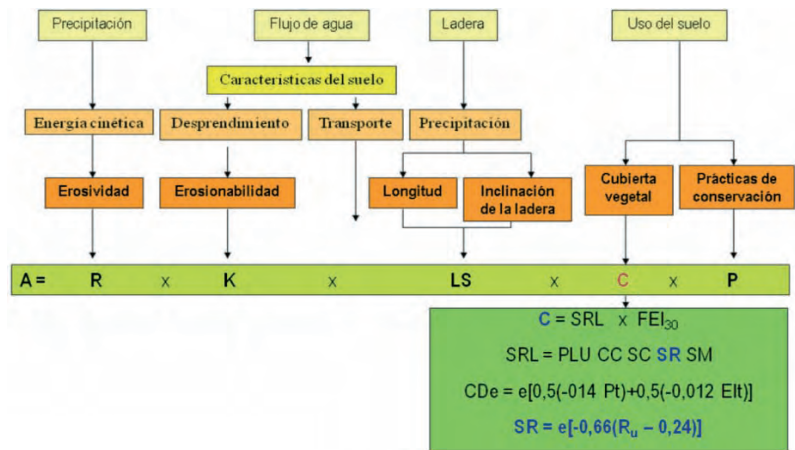 Precipitación
Flujo de agua
Ladera
Uso del suelo
Características del suelo
Energía cinética
Desprendimiento
Transporte
Precipitación
Erosividad
Erosionabilidad
Longitud
Inclinación
de la ladera
Cubierta
vegetal
Pràcticas de
conservación
A = R x K x LS x C x P
C = SRL x FEI30
SRL = PLU CC SC SR SM
CDe = e[0,5(-014 Pt)+0,5(-0,012 EIt)]
SR = e[-0,66(Ru – 0,24)]